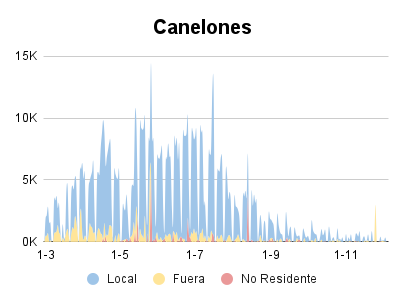 Canelones
15K
10K
5K
0K
1-3 1-5 1-7 1-9 1-11
Local Fuera No Residente